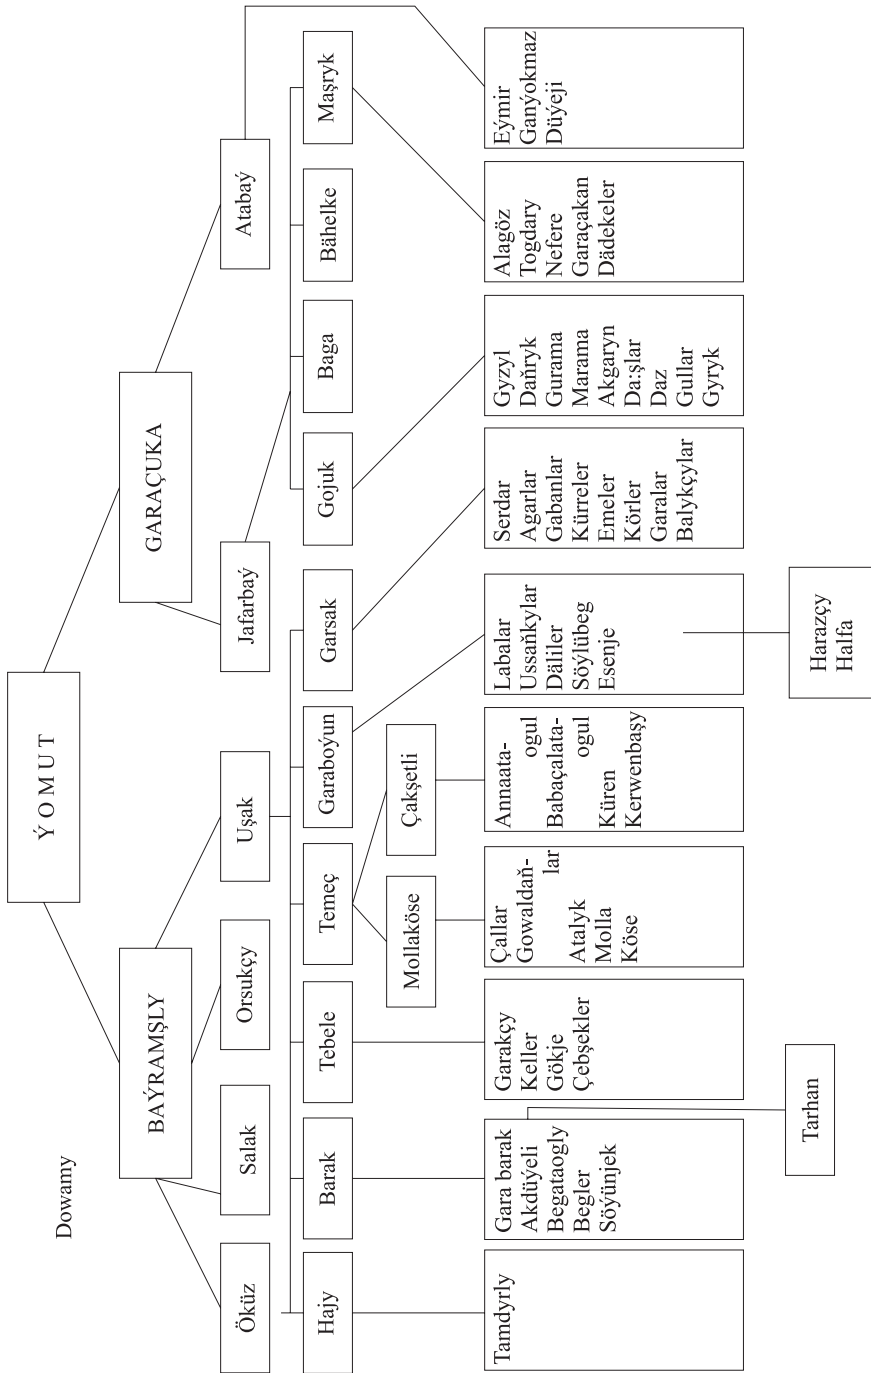 Dowamy
Ý O M U T
BAÝRAMŞLY
GARAÇUKA
Öküz
Salak
Orsukçy
Uşak
Jafarbaý
Atabaý
Hajy
Barak
Tebele
Temeç
Garaboýun
Garsak
Gojuk
Baga
Bähelke
Maşryk
Mollaköse
Çakşetli
Tamdyrly
Gara barak
Akdüýeli
Begataogly
Begler
Söýünjek
Garakçy
Keller
Gökje
Çebşekler
Çallar
Gowaldaň-
lar
Atalyk
Molla
Köse
Annaata-
ogul
Babaçalata-
ogul
Küren
Kerwenbaşy
Labalar
Ussaňkylar
Däliler
Söýlübeg
Esenje
Serdar
Agarlar
Gabanlar
Kürreler
Emeler
Körler
Garalar
Balykçylar
Gyzyl
Daňryk
Gurama
Marama
Akgaryn
Da:şlar
Daz
Gullar
Gyryk
Alagöz
Togdary
Nefere
Garaçakan
Dädekeler
Eýmir
Ganýokmaz
Düýeji
Tarhan
Harazçy
Halfa